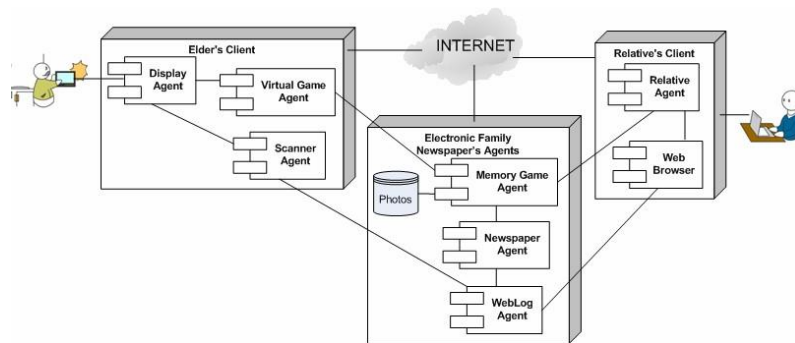 Elder's Client
Display
Agent
Virtual Game
Agent
Scanner
Agent
INTERNET
Electronic Family
Newspaper's Agents
Photos
Memory Game
Agent
Newspaper
Agent
WebLog
Agent
Relative's Client
Relative
Agent
Web
Browser